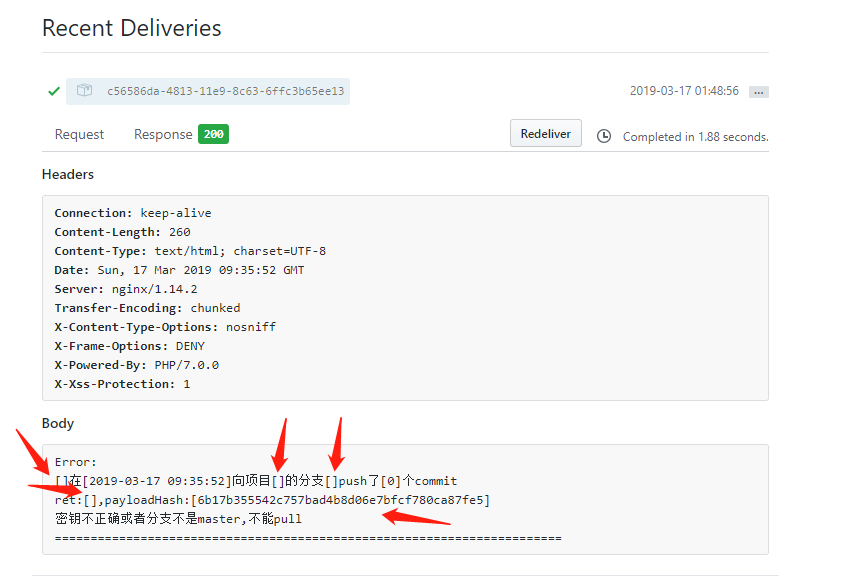 Recent Deliveries
c56586da-4813-11e9-8c63-6ffc3b65ee13 2019-03-17 01:48:56 ...
Request Response 200 Redeliver Completed in 1.88 seconds.
Headers
Connection: keep-alive
Content-Length: 260
Content-Type: text/html; charset=UTF-8
Date: Sun, 17 Mar 2019 09:35:52 GMT
Server: nginx/1.14.2
Transfer-Encoding: chunked
X-Content-Type-Options: nosniff
X-Frame-Options: DENY
X-Powered-By: PHP/7.0.0
X-Xss-Protection: 1
Body
Error:
[]在[2019-03-17 09:35:52]向项目[]的分支[]push了[0]个commit
ret:[],payloadHash:[6b17b355542c757bad4b8d06e7bfcf780ca87fe5]
密钥不正确或者分支不是master,不能pull
=======================================================================